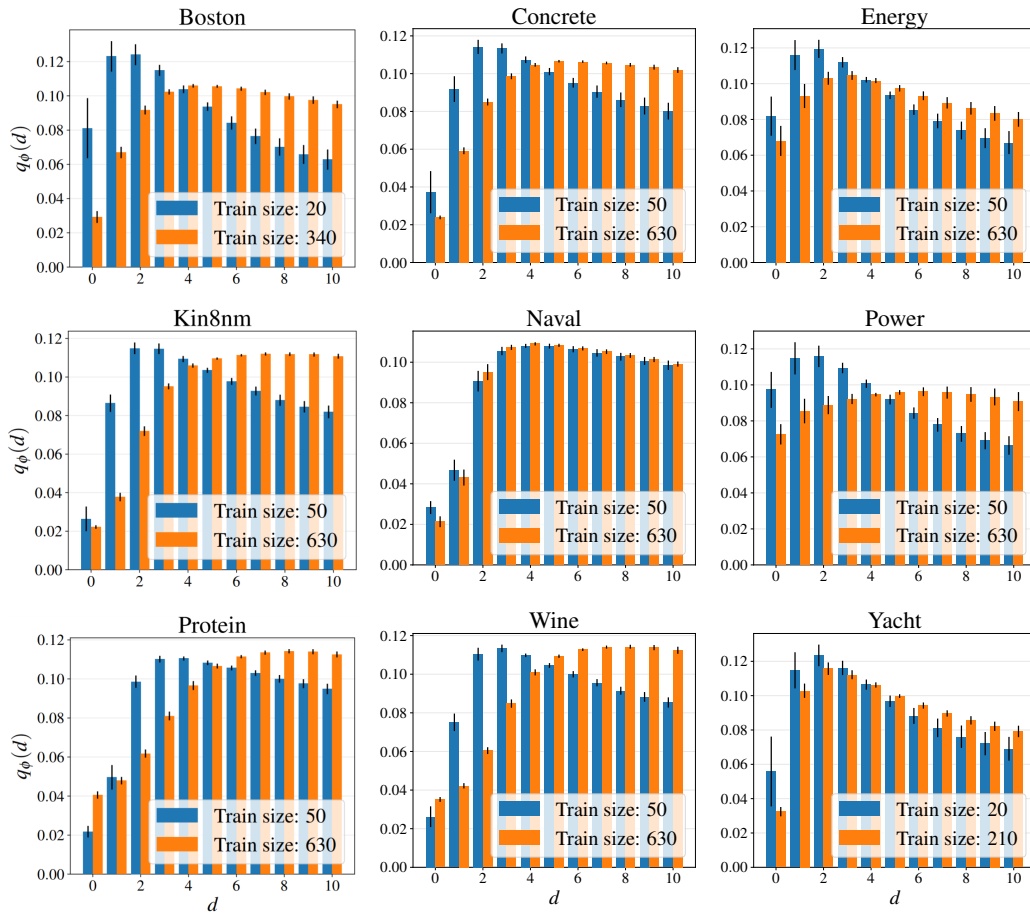 Boston
0.12
0.10
0.08
0.06
0.04
0.02
0.00
qϕ(d)
Train size: 20
Train size: 340
0 2 4 6 8 10
Concrete
0.12
0.10
0.08
0.06
0.04
0.02
0.00
Train size: 50
Train size: 630
0 2 4 6 8 10
Energy
0.12
0.10
0.08
0.06
0.04
0.02
0.00
Train size: 50
Train size: 630
0 2 4 6 8 10
Kin8nm
0.12
0.10
0.08
0.06
0.04
0.02
0.00
qϕ(d)
Train size: 50
Train size: 630
0 2 4 6 8 10
Naval
0.10
0.08
0.06
0.04
0.02
0.00
Train size: 50
Train size: 630
0 2 4 6 8 10
Power
0.12
0.10
0.08
0.06
0.04
0.02
0.00
Train size: 50
Train size: 630
0 2 4 6 8 10
Protein
0.12
0.10
0.08
0.06
0.04
0.02
0.00
qϕ(d)
Train size: 50
Train size: 630
0 2 4 6 8 10
d
Wine
0.12
0.10
0.08
0.06
0.04
0.02
0.00
Train size: 50
Train size: 630
0 2 4 6 8 10
d
Yacht
0.12
0.10
0.08
0.06
0.04
0.02
0.00
Train size: 20
Train size: 210
0 2 4 6 8 10
d